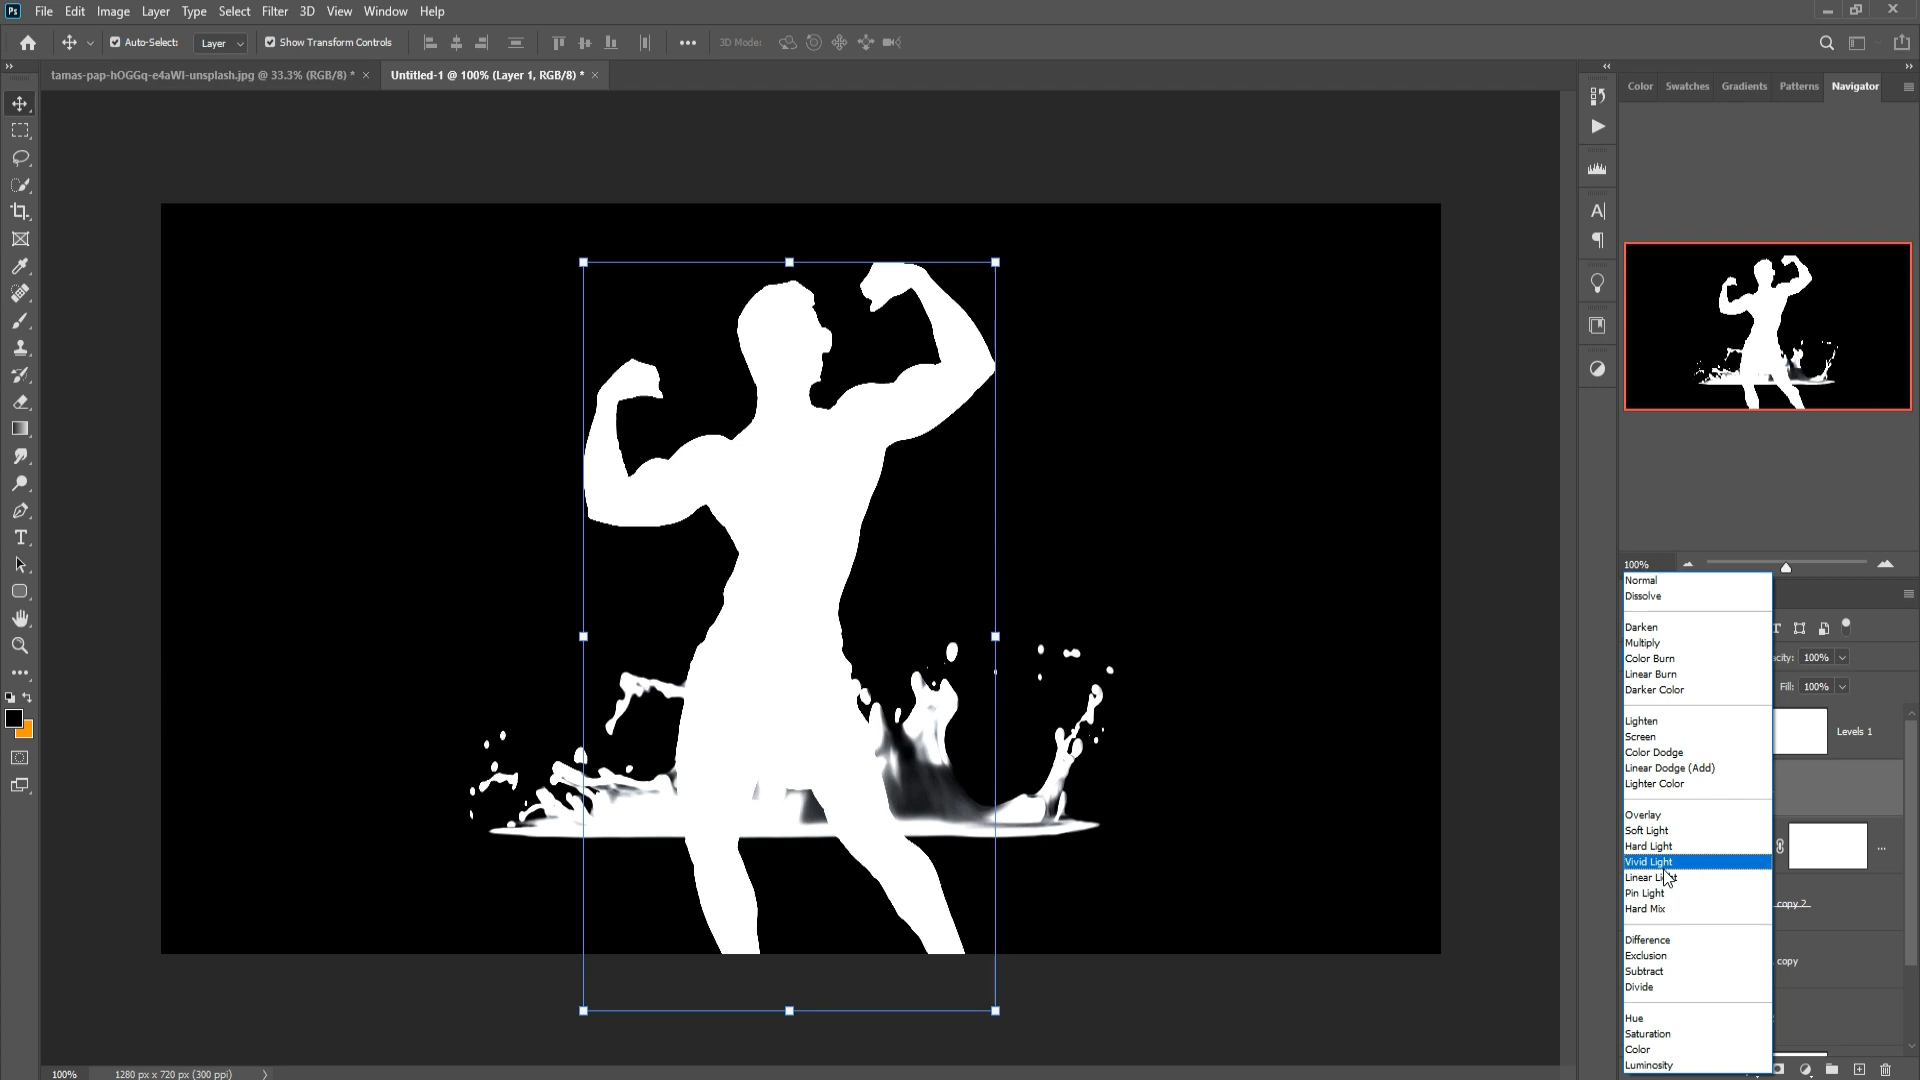 Ps File Edit Image Layer Type Select Filter 3D View Window Help
Auto-Select: Layer Show Transform Controls 3D Mode:
tamas-pap-hOGGq-e4aWI-unsplash.jpg @ 33.3% (RGB/8) * × Untitled-1 @ 100% (Layer 1, RGB/8) * ×
Color Swatches Gradients Patterns Navigator
100%
Normal
Dissolve
Darken
Multiply
Color Burn
Linear Burn
Darker Color
Lighten
Screen
Color Dodge
Linear Dodge (Add)
Lighter Color
Overlay
Soft Light
Hard Light
Vivid Light
Linear Light
Pin Light
Hard Mix
Difference
Exclusion
Subtract
Divide
Hue
Saturation
Color
Luminosity
acity: 100%
Fill: 100%
Levels 1
copy 2
copy
100% 1280 px x 720 px (300 ppi)